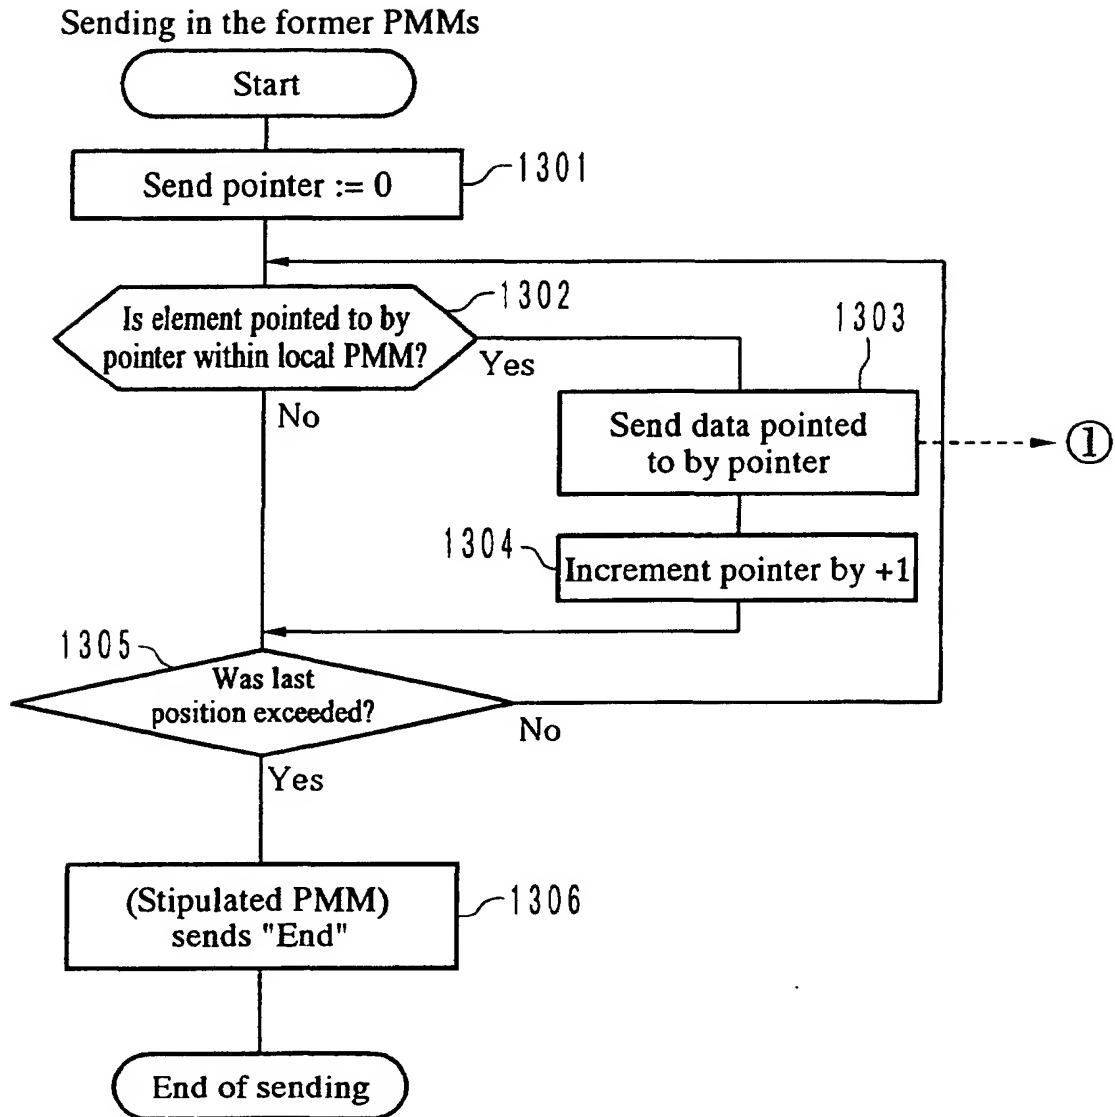 Sending in the former PMMs
Start
Send pointer := 0
1301
Is element pointed to by
pointer within local PMM?
1302
Yes
No
1303
Send data pointed
to by pointer
①
1304
Increment pointer by +1
1305
Was last
position exceeded?
No
Yes
(Stipulated PMM)
sends "End"
1306
End of sending